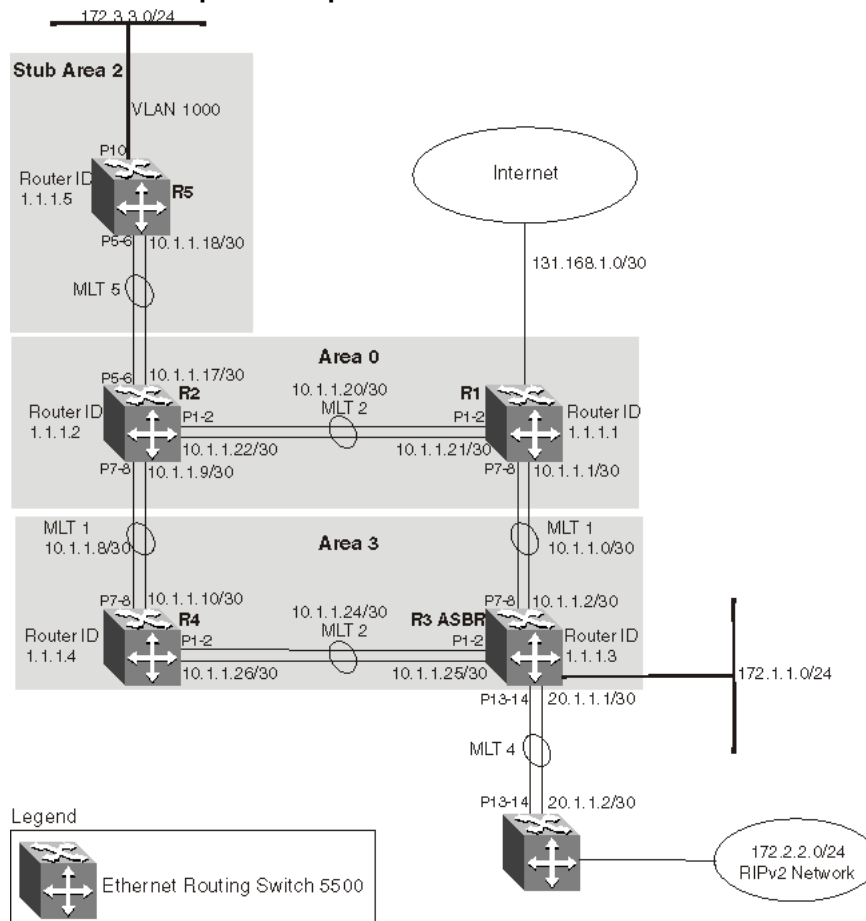 172.3.3.0/24
Stub Area 2
VLAN 1000
P10
Router ID
1.1.1.5
R5
P5-6
10.1.1.18/30
MLT 5
Internet
131.168.1.0/30
Area 0
P5-6
10.1.1.17/30
R2
Router ID
1.1.1.2
P1-2
10.1.1.20/30
MLT 2
R1
P1-2
Router ID
1.1.1.1
10.1.1.22/30
10.1.1.21/30
P7-8
10.1.1.9/30
P7-8
10.1.1.1/30
MLT 1
10.1.1.8/30
Area 3
MLT 1
10.1.1.0/30
P7-8
10.1.1.10/30
R4
Router ID
1.1.1.4
P1-2
10.1.1.24/30
MLT 2
P7-8
10.1.1.2/30
R3 ASBR
P1-2
Router ID
1.1.1.3
10.1.1.26/30
10.1.1.25/30
172.1.1.0/24
P13-14
20.1.1.1/30
MLT 4
P13-14
20.1.1.2/30
172.2.2.0/24
RIPv2 Network
Legend
Ethernet Routing Switch 5500